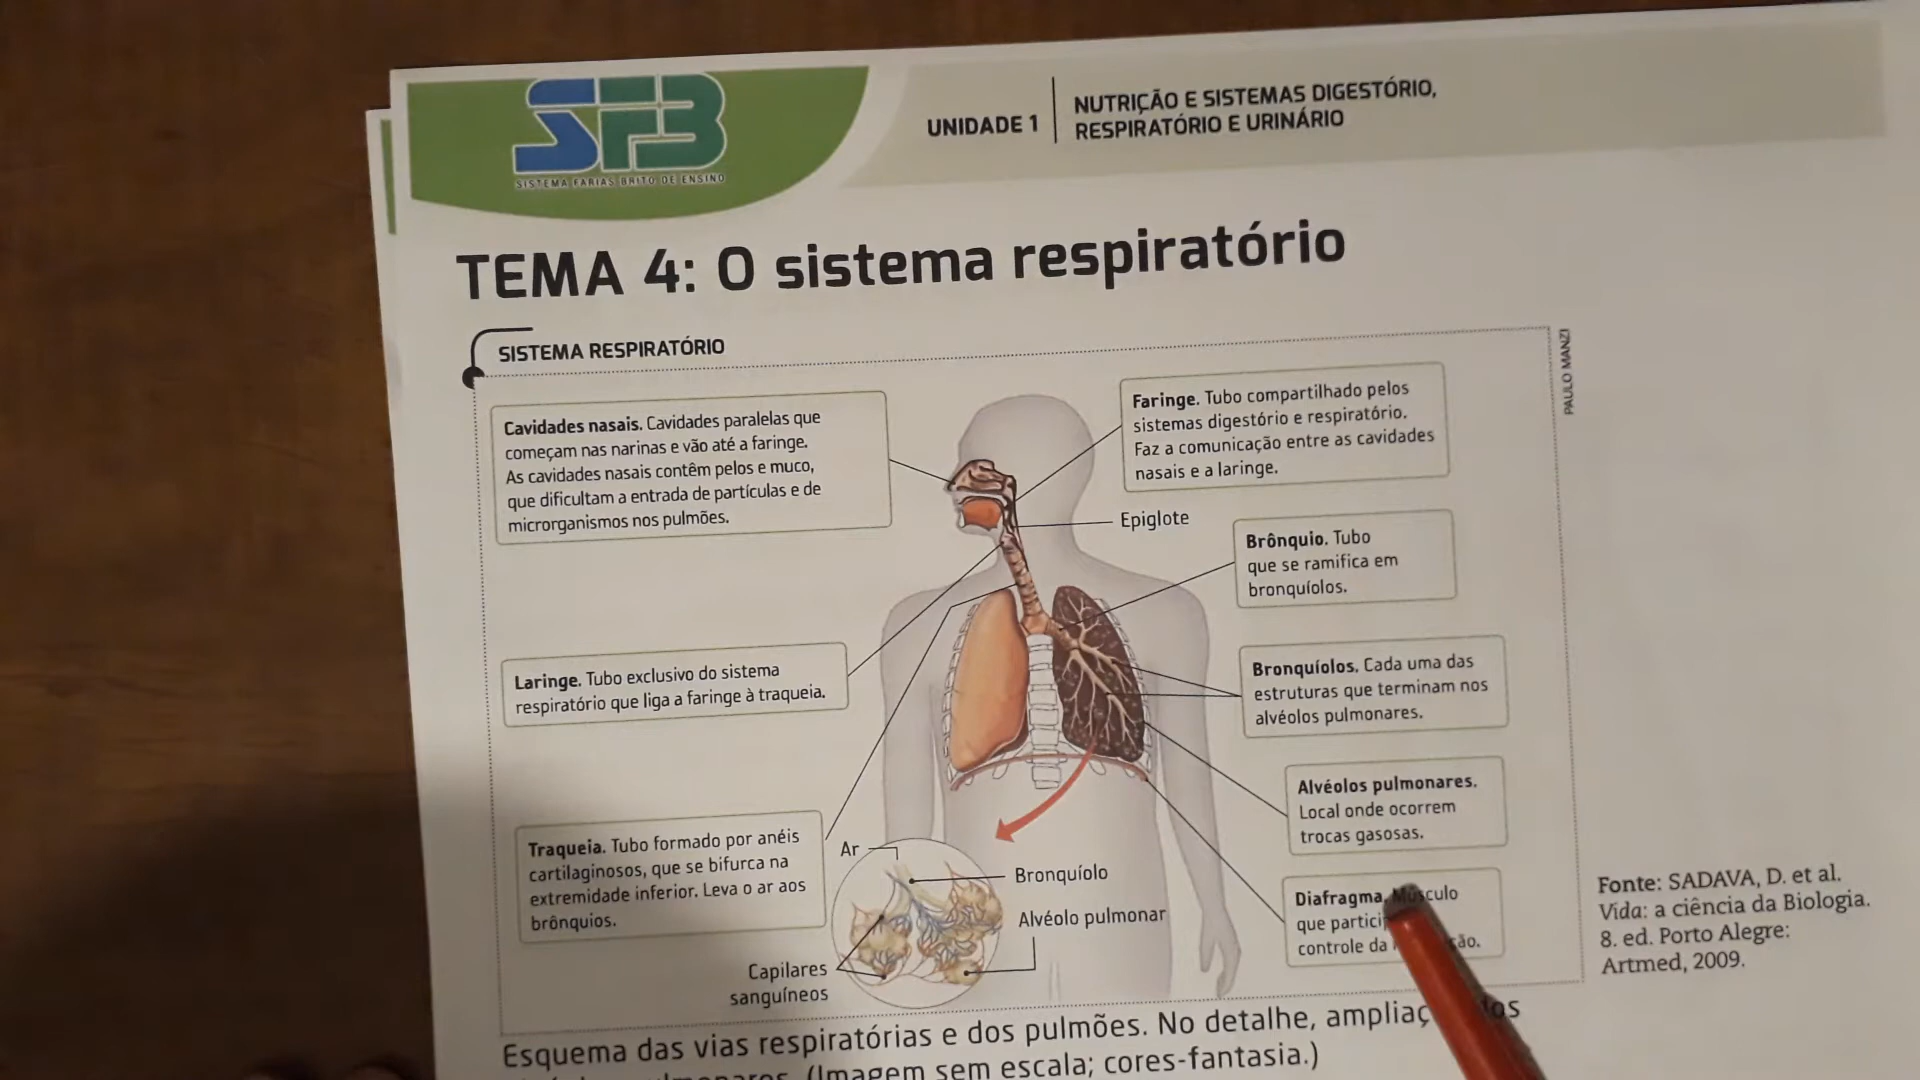 SFB
SISTEMA FARIAS BRITO DE ENSINO
UNIDADE 1
NUTRIÇÃO E SISTEMAS DIGESTÓRIO,
RESPIRATÓRIO E URINÁRIO
TEMA 4: O sistema respiratório
SISTEMA RESPIRATÓRIO
PAULO MANZI
Cavidades nasais. Cavidades paralelas que
começam nas narinas e vão até a faringe.
As cavidades nasais contêm pelos e muco,
que dificultam a entrada de partículas e de
microrganismos nos pulmões.
Faringe. Tubo compartilhado pelos
sistemas digestório e respiratório.
Faz a comunicação entre as cavidades
nasais e a laringe.
Epiglote
Brônquio. Tubo
que se ramifica em
bronquíolos.
Laringe. Tubo exclusivo do sistema
respiratório que liga a faringe à traqueia.
Bronquíolos. Cada uma das
estruturas que terminam nos
alvéolos pulmonares.
Alvéolos pulmonares.
Local onde ocorrem
trocas gasosas.
Traqueia. Tubo formado por anéis
cartilaginosos, que se bifurca na
extremidade inferior. Leva o ar aos
brônquios.
Ar
Bronquíolo
Alvéolo pulmonar
Capilares
sanguíneos
Diafragma. Músculo
que
controle da
Fonte: SADAVA, D. et al.
Vida: a ciência da Biologia.
8. ed. Porto Alegre:
Artmed, 2009.
Esquema das vias respiratórias e dos pulmões. No detalhe,
(Imagem sem escala; cores-fantasia.)